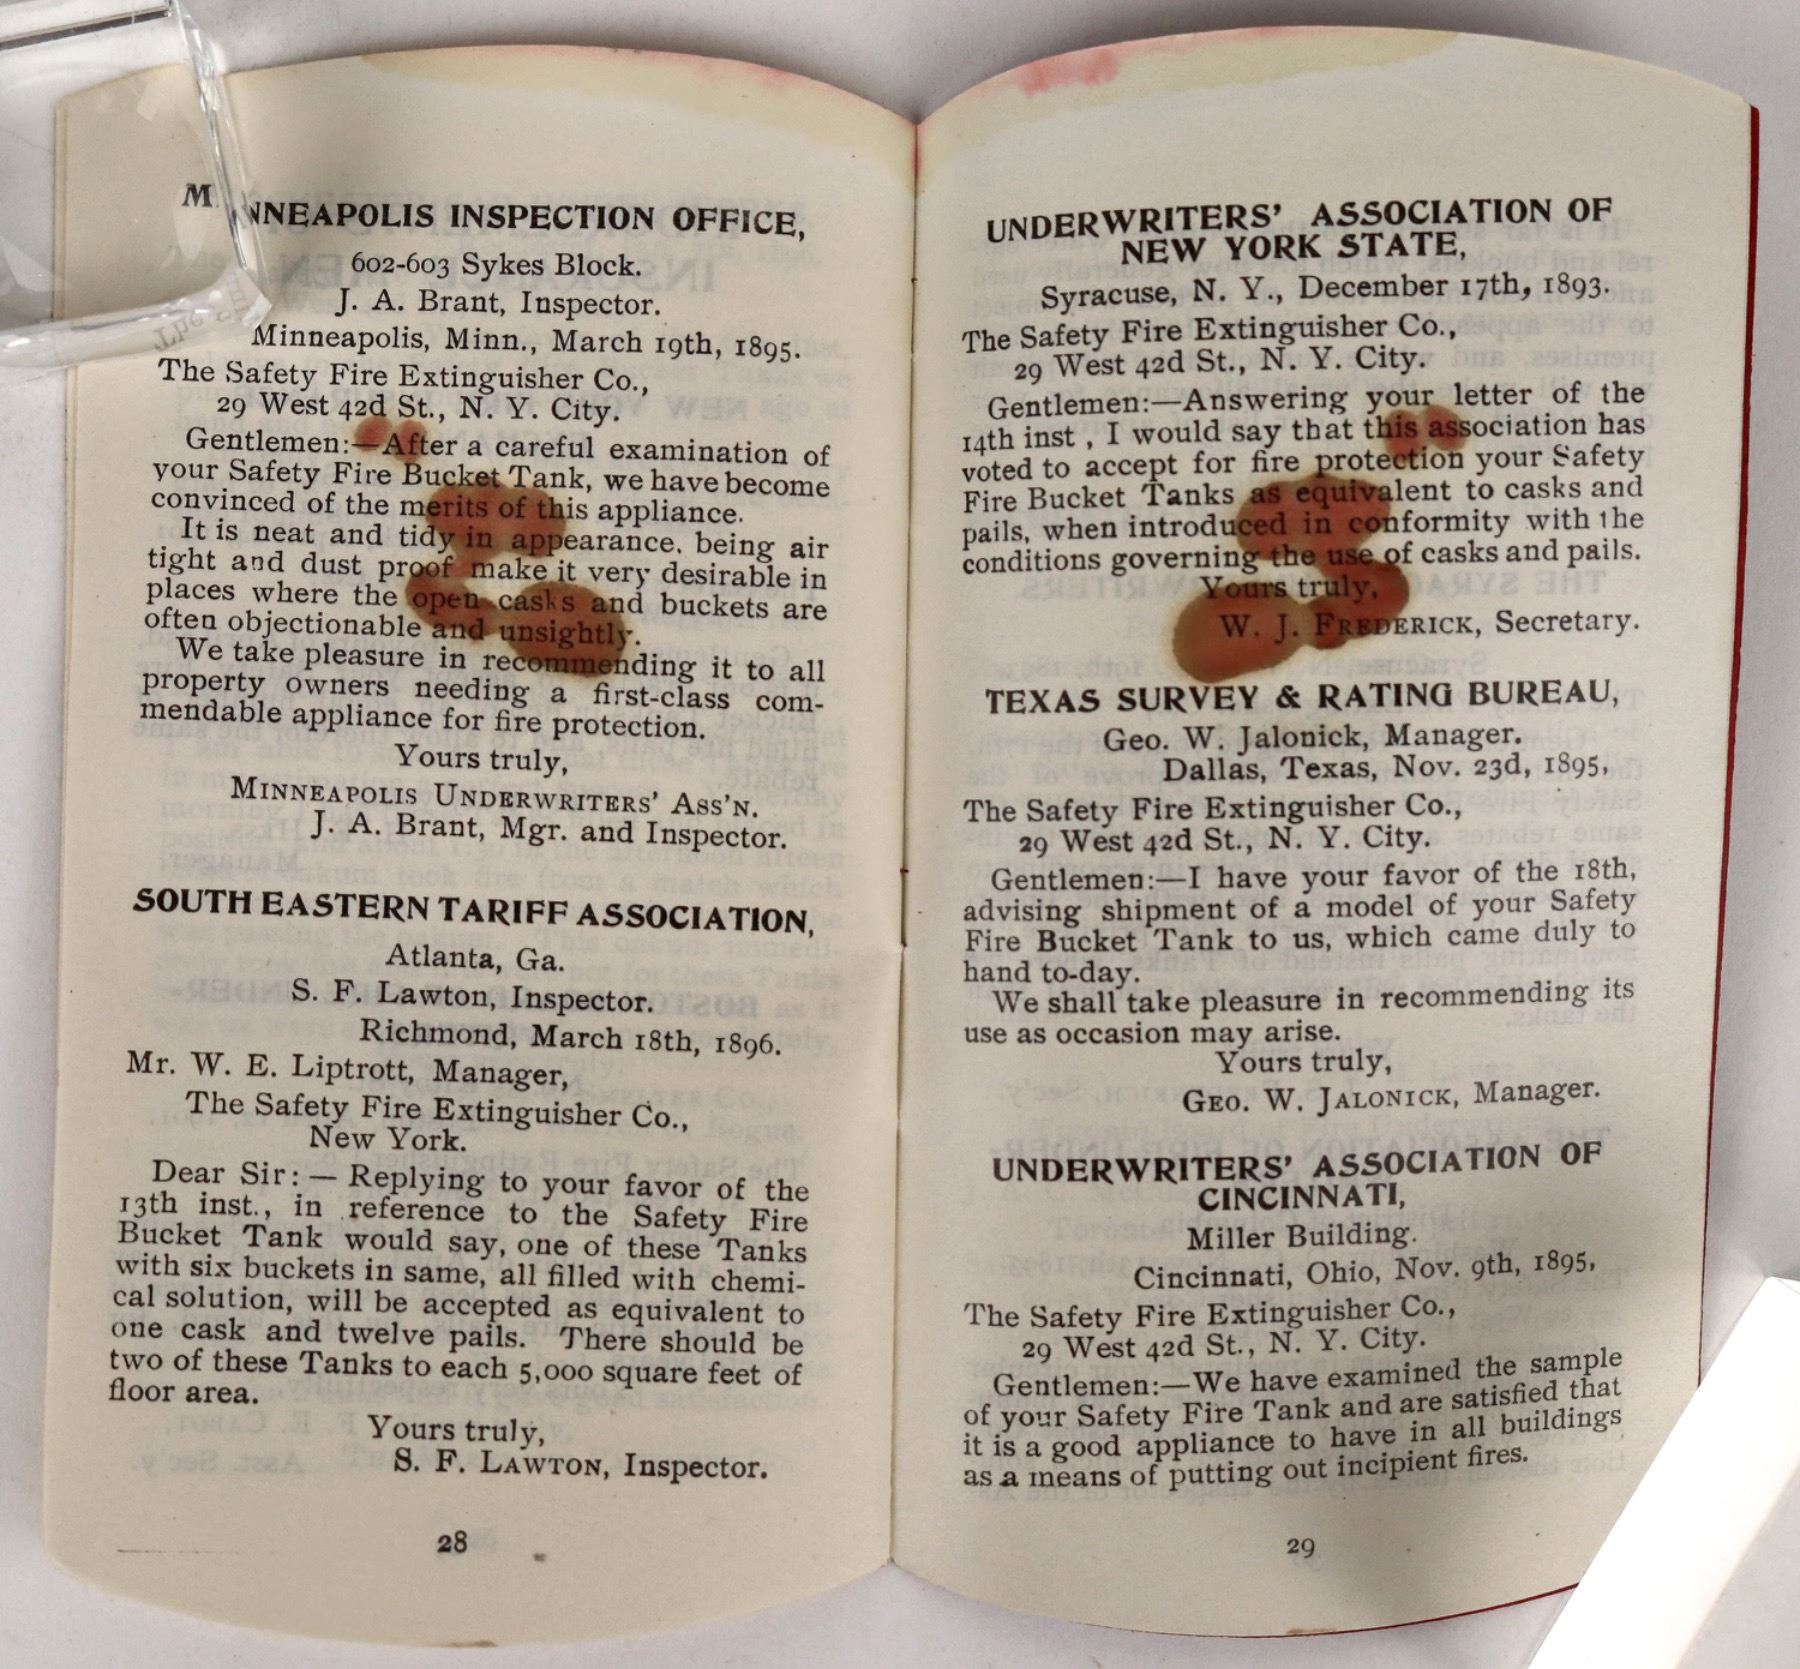 MINNEAPOLIS INSPECTION OFFICE,
602-603 Sykes Block.
J. A. Brant, Inspector.
Minneapolis, Minn., March 19th, 1895.
The Safety Fire Extinguisher Co.,
29 West 42d St., N. Y. City.
Gentlemen:—After a careful examination of
your Safety Fire Bucket Tank, we have become
convinced of the merits of this appliance.
It is neat and tidy in appearance. being air
tight and dust proof make it very desirable in
places where the open casks and buckets are
often objectionable and unsightly.
We take pleasure in recommending it to all
property owners needing a first-class com-
mendable appliance for fire protection.
Yours truly,
MINNEAPOLIS UNDERWRITERS' ASS'N.
J. A. Brant, Mgr. and Inspector.
SOUTH EASTERN TARIFF ASSOCIATION,
Atlanta, Ga.
S. F. Lawton, Inspector.
Richmond, March 18th, 1896.
Mr. W. E. Liptrott, Manager,
The Safety Fire Extinguisher Co.,
New York.
Dear Sir: — Replying to your favor of the
13th inst., in reference to the Safety Fire
Bucket Tank would say, one of these Tanks
with six buckets in same, all filled with chemi-
cal solution, will be accepted as equivalent to
one cask and twelve pails. There should be
two of these Tanks to each 5,000 square feet of
floor area.
Yours truly,
S. F. LAWTON, Inspector.
28
UNDERWRITERS' ASSOCIATION OF
NEW YORK STATE,
Syracuse, N. Y., December 17th, 1893.
The Safety Fire Extinguisher Co.,
29 West 42d St., N. Y. City.
Gentlemen:—Answering your letter of the
14th inst , I would say that this association has
voted to accept for fire protection your Safety
Fire Bucket Tanks as equivalent to casks and
pails, when introduced in conformity with the
conditions governing the use of casks and pails.
Yours truly,
W. J. FREDERICK, Secretary.
TEXAS SURVEY & RATING BUREAU,
Geo. W. Jalonick, Manager.
Dallas, Texas, Nov. 23d, 1895,
The Safety Fire Extinguisher Co.,
29 West 42d St., N. Y. City.
Gentlemen:—I have your favor of the 18th,
advising shipment of a model of your Safety
Fire Bucket Tank to us, which came duly to
hand to-day.
We shall take pleasure in recommending its
use as occasion may arise.
Yours truly,
GEO. W. JALONICK, Manager.
UNDERWRITERS' ASSOCIATION OF
CINCINNATI,
Miller Building.
Cincinnati, Ohio, Nov. 9th, 1895,
The Safety Fire Extinguisher Co.,
29 West 42d St., N. Y. City.
Gentlemen:—We have examined the sample
of your Safety Fire Tank and are satisfied that
it is a good appliance to have in all buildings
as a means of putting out incipient fires.
29